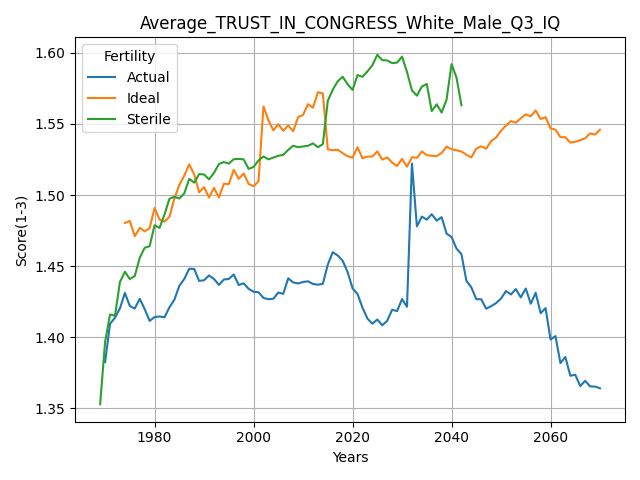 Average_TRUST_IN_CONGRESS_White_Male_Q3_IQ
Fertility
Actual
Ideal
Sterile
Score(1-3)
1.60
1.55
1.50
1.45
1.40
1.35
1980
2000
2020
2040
2060
Years